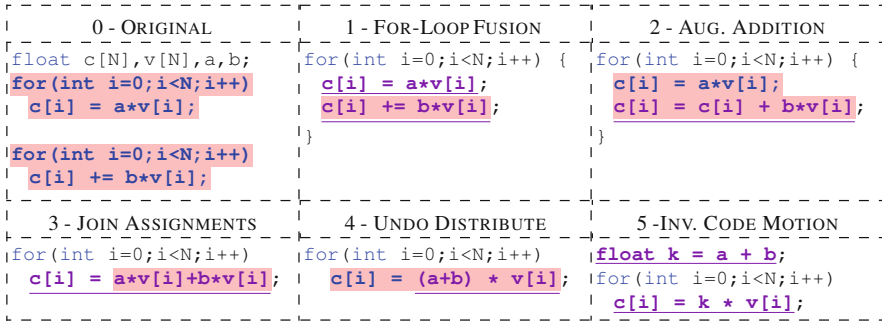 0 - ORIGINAL
float c[N],v[N],a,b;
for(int i=0;i<N;i++)
c[i] = a*v[i];
for(int i=0;i<N;i++)
c[i] += b*v[i];
1 - FOR-LOOP FUSION
for(int i=0;i<N;i++) {
c[i] = a*v[i];
c[i] += b*v[i];
}
2 - AUG. ADDITION
for(int i=0;i<N;i++) {
c[i] = a*v[i];
c[i] = c[i] + b*v[i];
}
3 - JOIN ASSIGNMENTS
for(int i=0;i<N;i++)
c[i] = a*v[i]+b*v[i];
4 - UNDO DISTRIBUTE
for(int i=0;i<N;i++)
c[i] = (a+b) * v[i];
5 -INV. CODE MOTION
float k = a + b;
for(int i=0;i<N;i++)
c[i] = k * v[i];